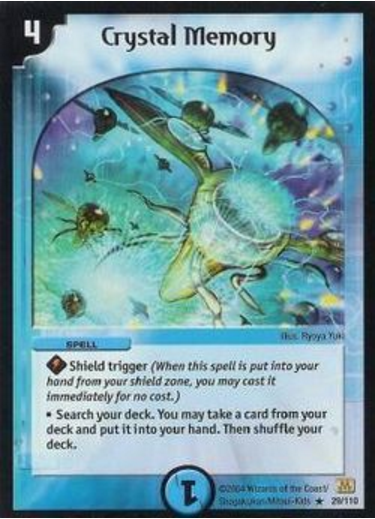 4
Crystal Memory
Illus. Ryoya Yuki
SPELL
Shield trigger (When this spell is put into your
hand from your shield zone, you may cast it
immediately for no cost.)
▪ Search your deck. You may take a card from your
deck and put it into your hand. Then shuffle your
deck.
1
©2004 Wizards of the Coast/
Shogakukan/Mitsui-Kids ★ 29/110